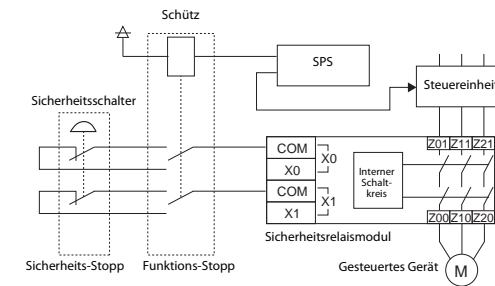 Schütz
SPS
Steuereinheit
Sicherheitsschalter
COM
X0
X0
COM
X1
X1
Interner
Schalt-
kreis
Z01 Z11 Z21
Z00 Z10 Z20
Sicherheitsrelaismodul
Sicherheits-Stopp
Funktions-Stopp
Gesteuertes Gerät
M